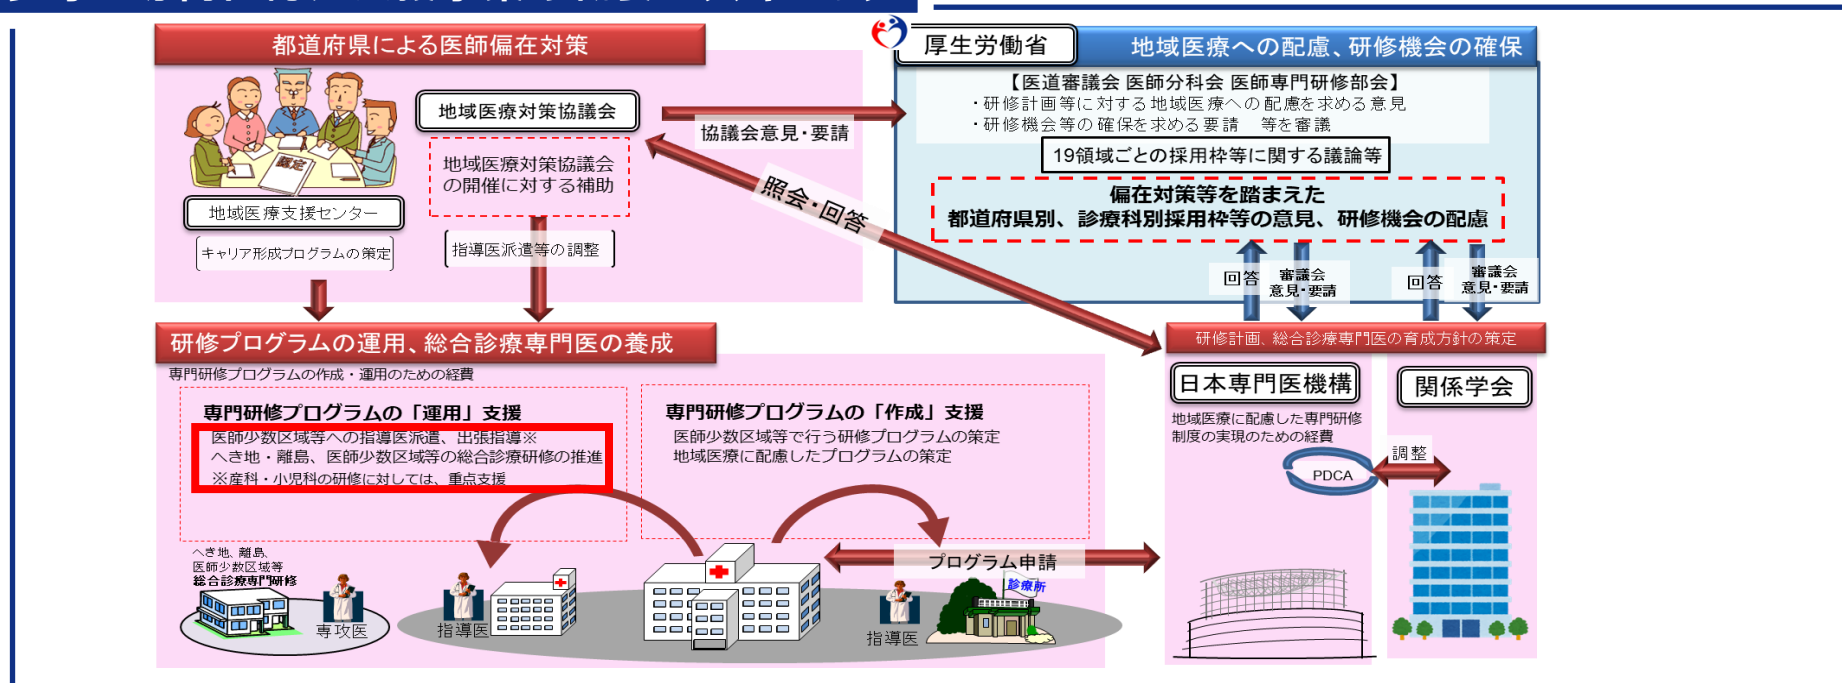 都道府県による医師偏在対策
地域医療対策協議会
地域医療対策協議会
の開催に対する補助
認定
地域医療支援センター
キャリア形成プログラムの策定
指導医派遣等の調整
協議会意見・要請
照会・回答
厚生労働省
地域医療への配慮、研修機会の確保
【医道審議会 医師分科会 医師専門研修部会】
・研修計画等に対する地域医療への配慮を求める意見
・研修機会等の確保を求める要請　等を審議
19領域ごとの採用枠等に関する議論等
偏在対策等を踏まえた
都道府県別、診療科別採用枠等の意見、研修機会の配慮
回答
審議会
意見・要請
回答
審議会
意見・要請
研修プログラムの運用、総合診療専門医の養成
専門研修プログラムの作成・運用のための経費
専門研修プログラムの「運用」支援
医師少数区域等への指導医派遣、出張指導※
へき地・離島、医師少数区域等の総合診療研修の推進
※産科・小児科の研修に対しては、重点支援
専門研修プログラムの「作成」支援
医師少数区域等で行う研修プログラムの策定
地域医療に配慮したプログラムの策定
へき地、離島、
医師少数区域等
総合診療専門研修
専攻医
指導医
指導医
診療所
プログラム申請
研修計画、総合診療専門医の育成方針の策定
日本専門医機構
関係学会
地域医療に配慮した専門研修
制度の実現のための経費
PDCA
調整